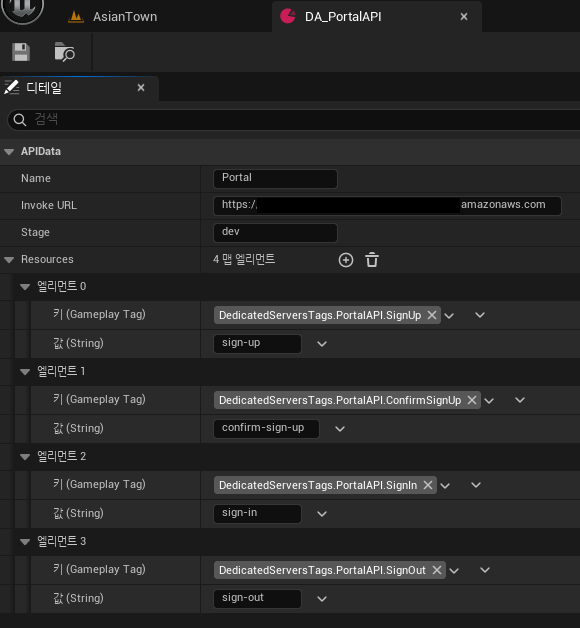 AsianTown
DA_PortalAPI
디테일
검색
APIData
Name Portal
Invoke URL https:/ amazonaws.com
Stage dev
Resources 4 맵 엘리먼트
엘리먼트 0
키 (Gameplay Tag) DedicatedServersTags.PortalAPI.SignUp
값 (String) sign-up
엘리먼트 1
키 (Gameplay Tag) DedicatedServersTags.PortalAPI.ConfirmSignUp
값 (String) confirm-sign-up
엘리먼트 2
키 (Gameplay Tag) DedicatedServersTags.PortalAPI.SignIn
값 (String) sign-in
엘리먼트 3
키 (Gameplay Tag) DedicatedServersTags.PortalAPI.SignOut
값 (String) sign-out